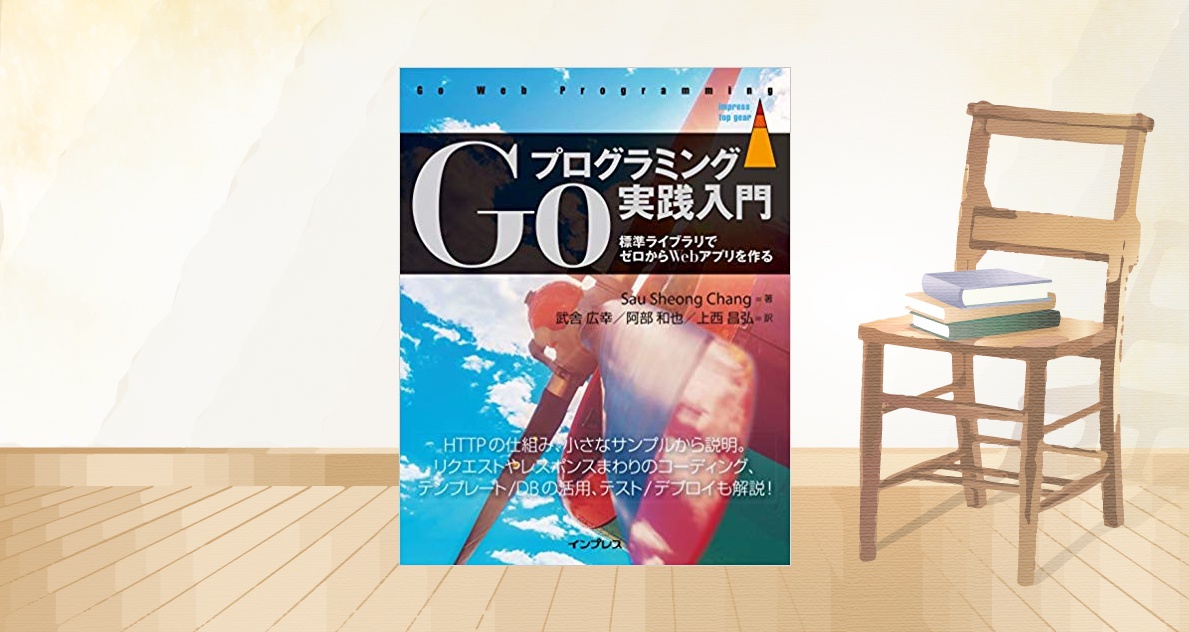 Go Web Programming
impress
top gear
Go
プログラミング
実践入門
標準ライブラリで
ゼロからWebアプリを作る
Sau Sheong Chang=著
武舎 広幸／阿部 和也／上西 昌弘=訳
HTTPの仕組み、小さなサンプルから説明。
リクエストやレスポンスまわりのコーディング、
テンプレート/DBの活用、テスト/デプロイも解説！
インプレス